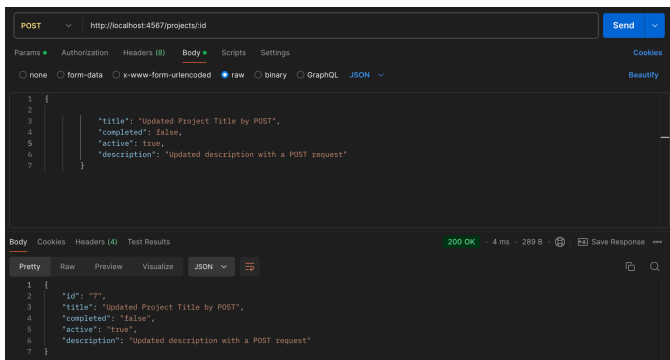 POST http://localhost:4567/projects/:id Send
Params Authorization Headers (8) Body Scripts Settings Cookies
none form-data x-www-form-urlencoded raw binary GraphQL JSON Beautify
1 {
2
3 "title": "Updated Project Title by POST",
4 "completed": false,
5 "active": true,
6 "description": "Updated description with a POST request"
7 }
Body Cookies Headers (4) Test Results 200 OK 4 ms 289 B Save Response
Pretty Raw Preview Visualize JSON
1 {
2 "id": "7",
3 "title": "Updated Project Title by POST",
4 "completed": "false",
5 "active": "true",
6 "description": "Updated description with a POST request"
7 }